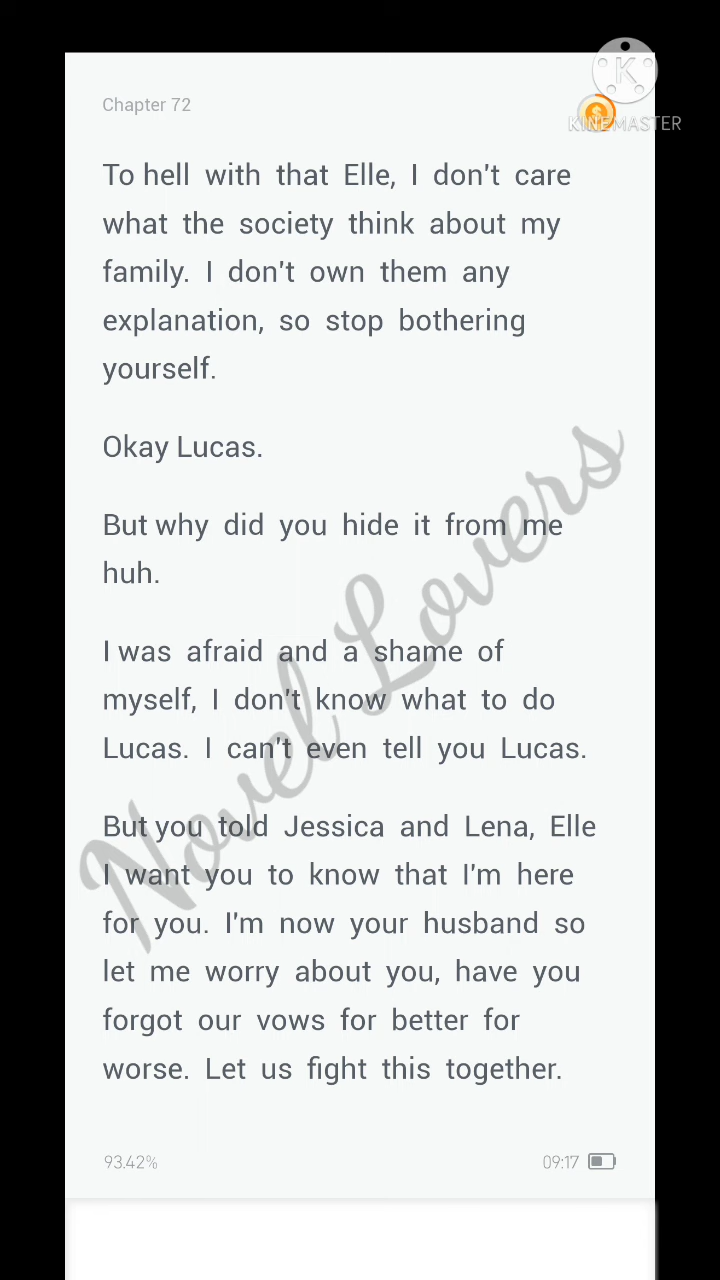 Chapter 72
K
KINEMASTER
To hell with that Elle, I don't care
what the society think about my
family. I don't own them any
explanation, so stop bothering
yourself.
Okay Lucas.
But why did you hide it from me
huh.
I was afraid and a shame of
myself, I don't know what to do
Lucas. I can't even tell you Lucas.
But you told Jessica and Lena, Elle
I want you to know that I'm here
for you. I'm now your husband so
let me worry about you, have you
forgot our vows for better for
worse. Let us fight this together.
Novel Lovers
93.42%
09:17